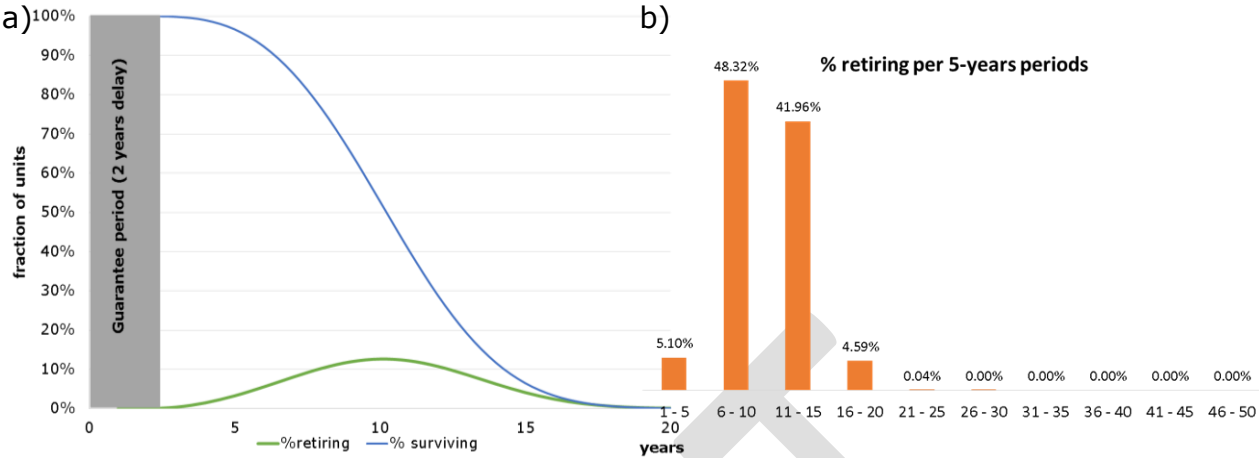 a)
100%
90%
80%
70%
60%
50%
40%
30%
20%
10%
0%
fraction of units
Guarantee period (2 years delay)
0
5
10
15
20
years
%retiring
% surviving
b)
% retiring per 5-years periods
5.10%
48.32%
41.96%
4.59%
0.04%
0.00%
0.00%
0.00%
0.00%
0.00%
1 - 5
6 - 10
11 - 15
16 - 20
21 - 25
26 - 30
31 - 35
36 - 40
41 - 45
46 - 50